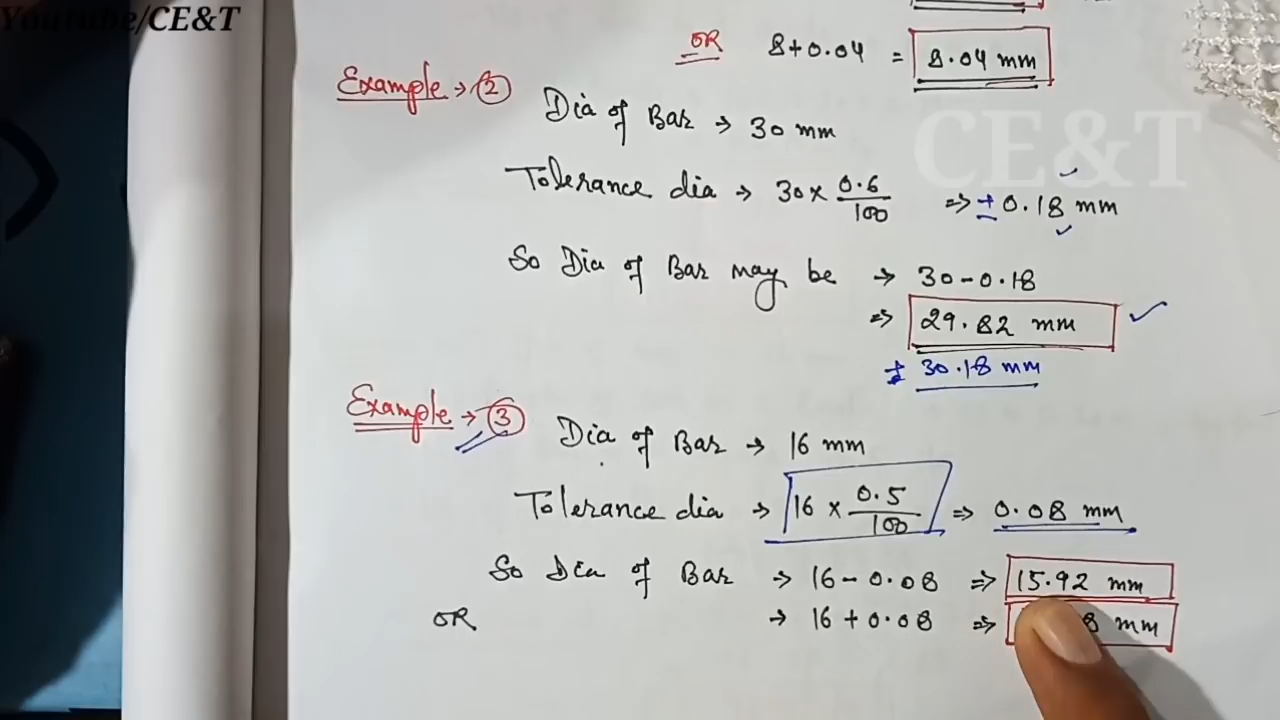 Youtube/CE&T
OR 8+0.04 = 8.04 mm
Example → ②
Dia of Bar → 30 mm
CE&T
Tolerance dia → 30 × 0.6/100 ⇒ ± 0.18 mm
So Dia of Bar may be → 30-0.18
⇒ 29.82 mm
± 30.18 mm
Example → ③
Dia of Bar → 16 mm
Tolerance dia → 16 × 0.5/100 ⇒ 0.08 mm
So Dia of Bar → 16-0.08 ⇒ 15.92 mm
OR → 16+0.08 ⇒ 8 mm